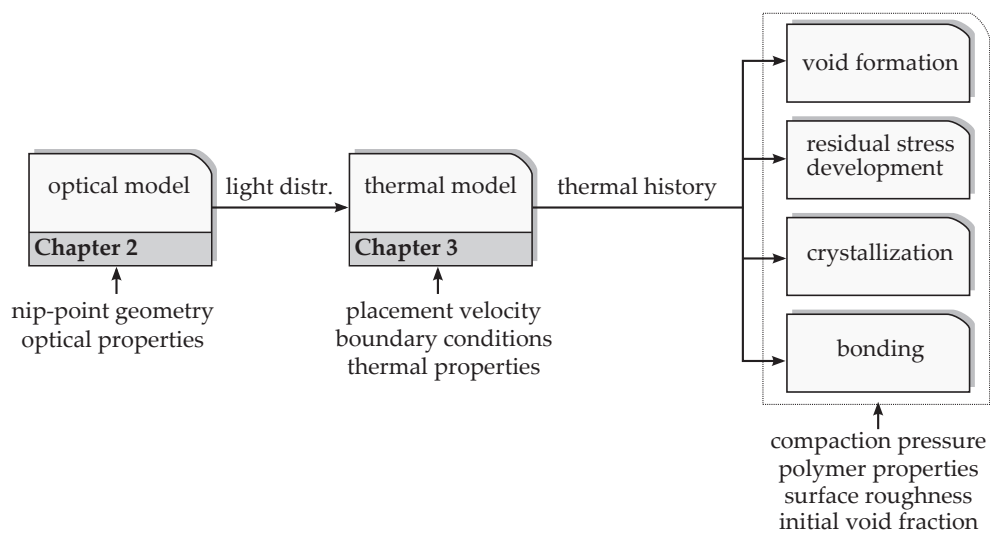 optical model
Chapter 2
nip-point geometry
optical properties
light distr.
thermal model
Chapter 3
placement velocity
boundary conditions
thermal properties
thermal history
void formation
residual stress
development
crystallization
bonding
compaction pressure
polymer properties
surface roughness
initial void fraction